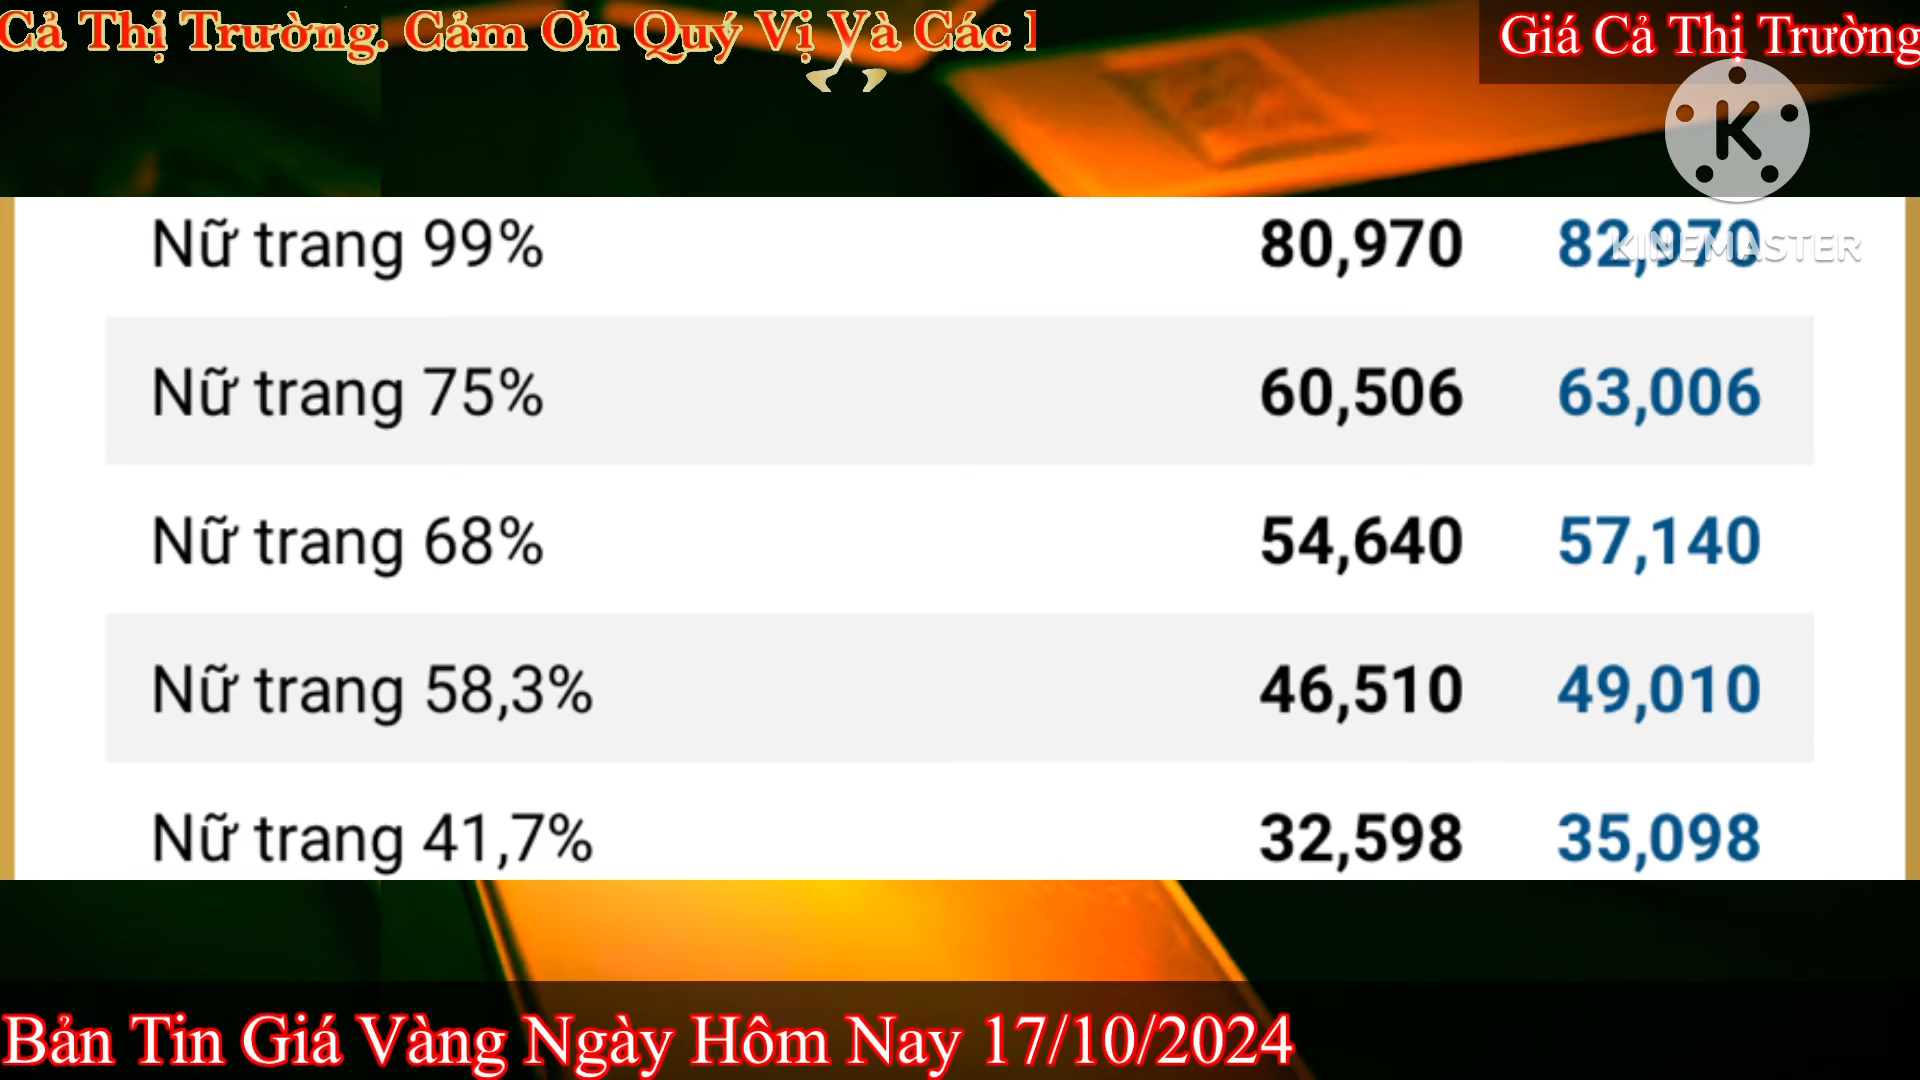 Cả Thị Trường. Cảm Ơn Quý Vị Và Các
Giá Cả Thị Trường
K
KINEMASTER
Nữ trang 99% 80,970 82,970
Nữ trang 75% 60,506 63,006
Nữ trang 68% 54,640 57,140
Nữ trang 58,3% 46,510 49,010
Nữ trang 41,7% 32,598 35,098
Bản Tin Giá Vàng Ngày Hôm Nay 17/10/2024